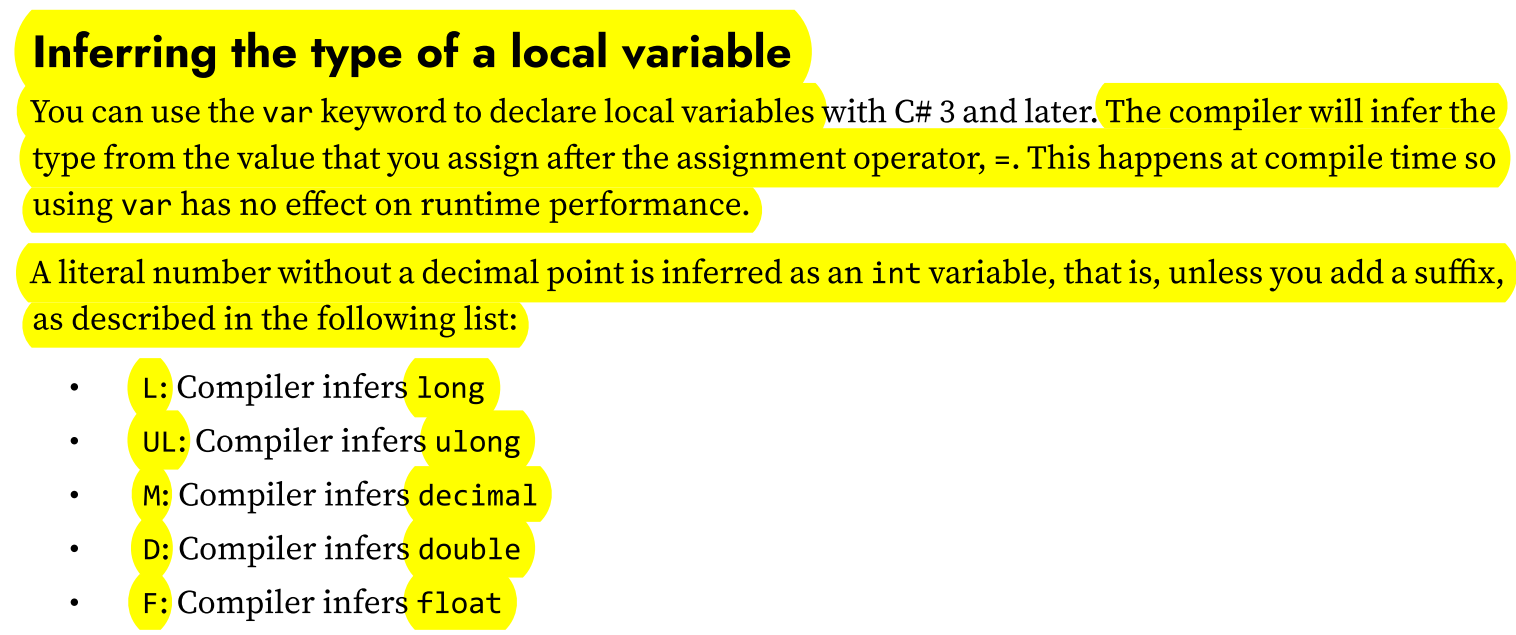 Inferring the type of a local variable
You can use the var keyword to declare local variables with C# 3 and later. The compiler will infer the
type from the value that you assign after the assignment operator, =. This happens at compile time so
using var has no effect on runtime performance.
A literal number without a decimal point is inferred as an int variable, that is, unless you add a suffix,
as described in the following list:
• L: Compiler infers long
• UL: Compiler infers ulong
• M: Compiler infers decimal
• D: Compiler infers double
• F: Compiler infers float